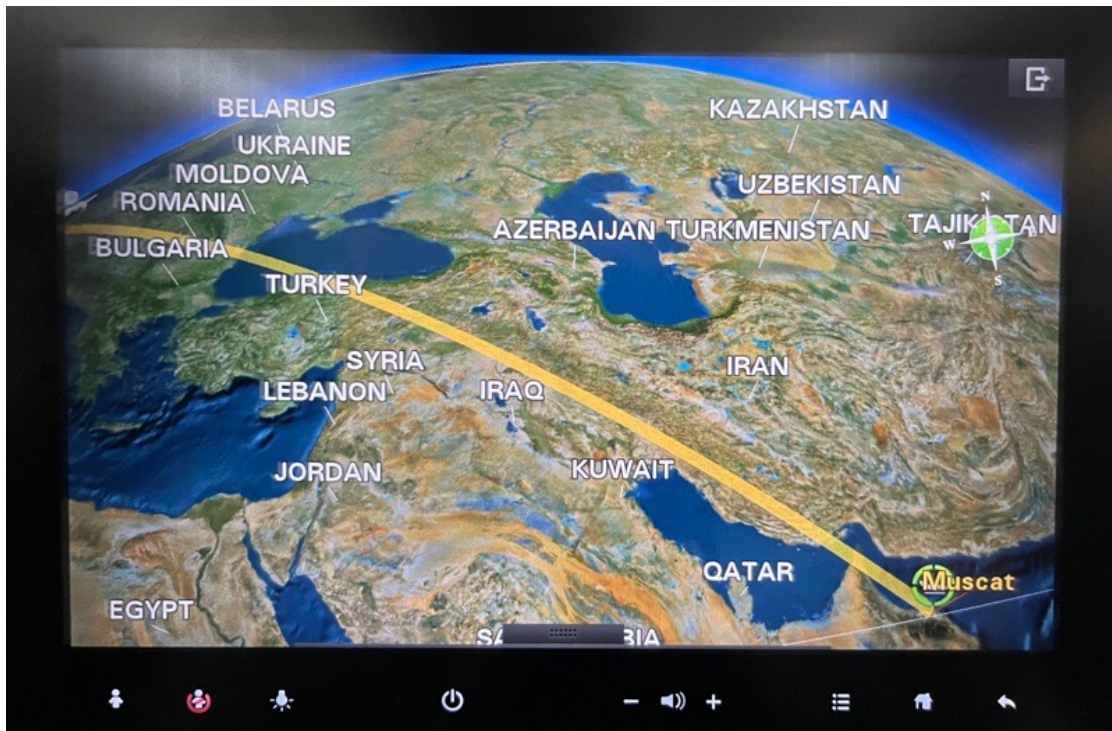 BELARUS
KAZAKHSTAN
UKRAINE
MOLDOVA
UZBEKISTAN
ROMANIA
N
AZERBAIJAN
TURKMENISTAN
W
BULGARIA
S
TURKEY
SYRIA
IRAN
LEBANON
IRAQ
JORDAN
KUWAIT
QATAR
Muscat
EGYPT